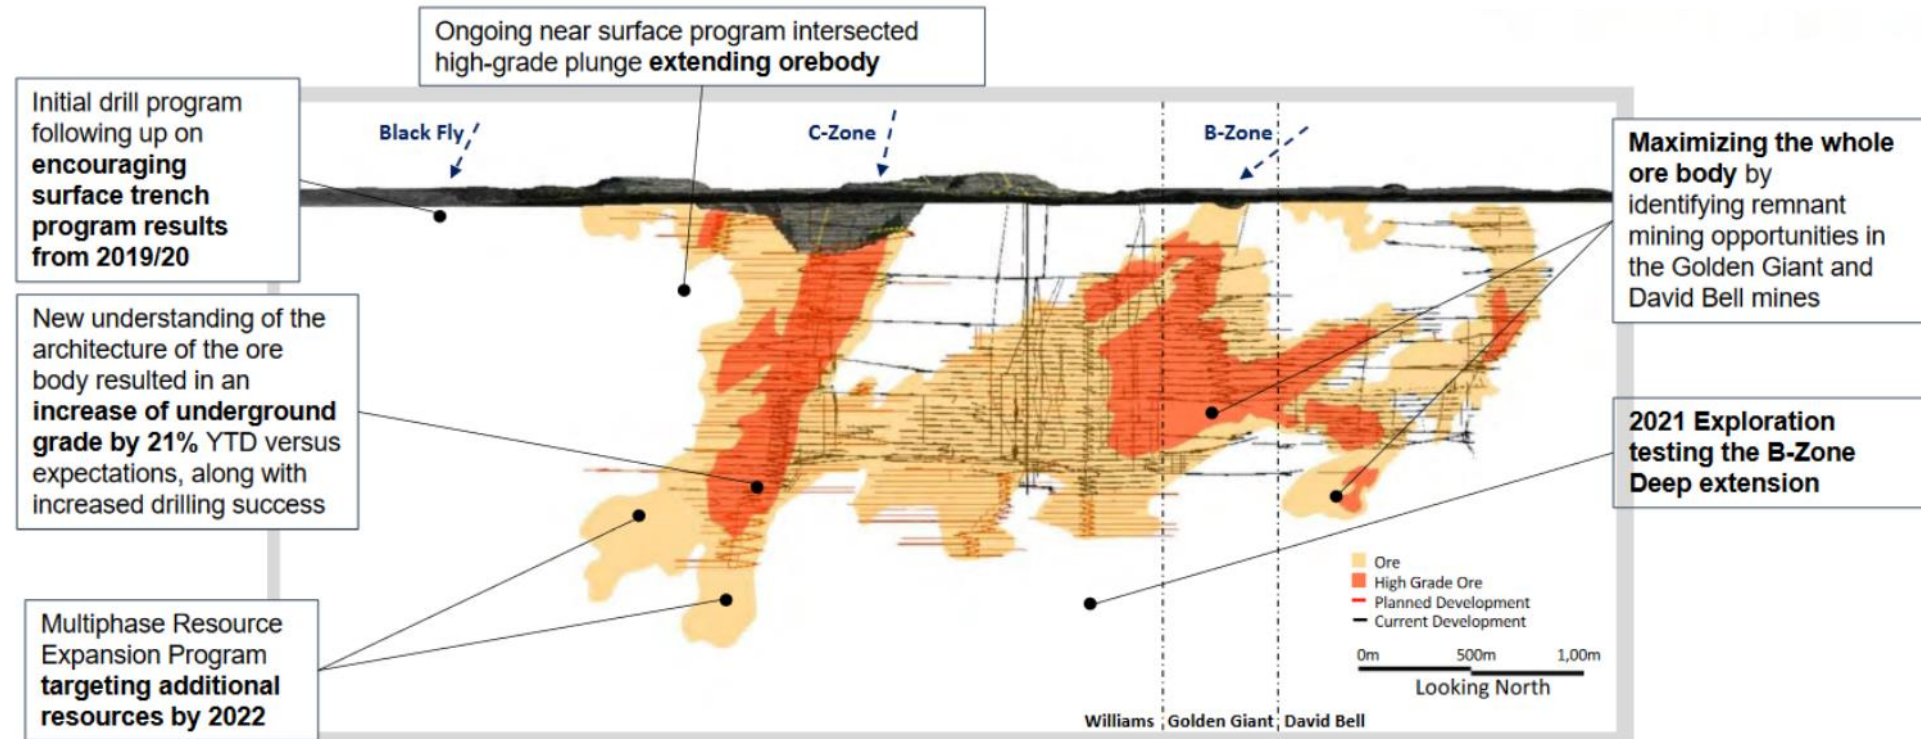 Ongoing near surface program intersected
high-grade plunge extending orebody
Initial drill program
following up on
encouraging
surface trench
program results
from 2019/20
New understanding of the
architecture of the ore
body resulted in an
increase of underground
grade by 21% YTD versus
expectations, along with
increased drilling success
Multiphase Resource
Expansion Program
targeting additional
resources by 2022
Black Fly
C-Zone
B-Zone
Maximizing the whole
ore body by
identifying remnant
mining opportunities in
the Golden Giant and
David Bell mines
2021 Exploration
testing the B-Zone
Deep extension
Ore
High Grade Ore
Planned Development
Current Development
0m 500m 1,00m
Looking North
Williams Golden Giant David Bell